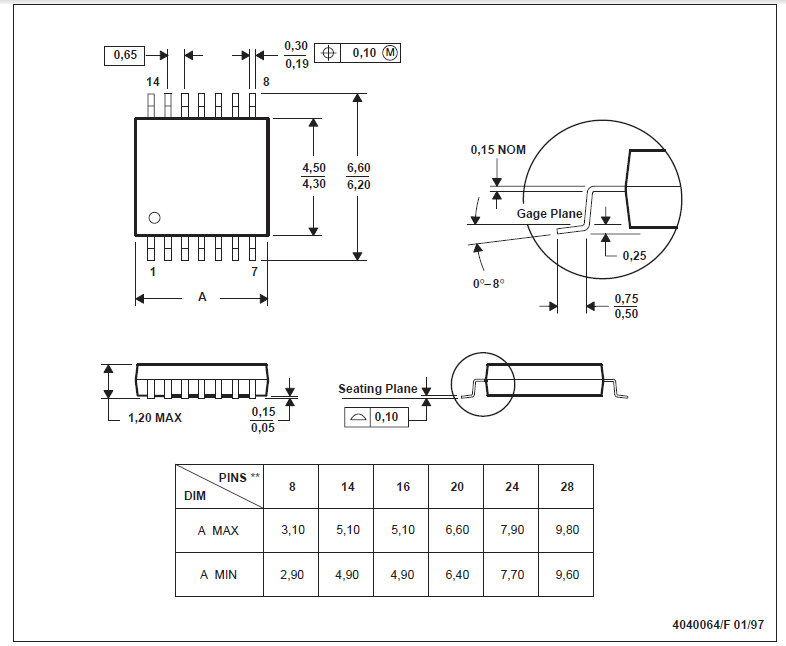 0,65
0,30
0,19
0,10 M
14
8
4,50
4,30
6,60
6,20
1
7
A
0,15 NOM
Gage Plane
0,25
0°–8°
0,75
0,50
1,20 MAX
0,15
0,05
Seating Plane
0,10
PINS **
DIM
8 14 16 20 24 28
A MAX 3,10 5,10 5,10 6,60 7,90 9,80
A MIN 2,90 4,90 4,90 6,40 7,70 9,60
4040064/F 01/97